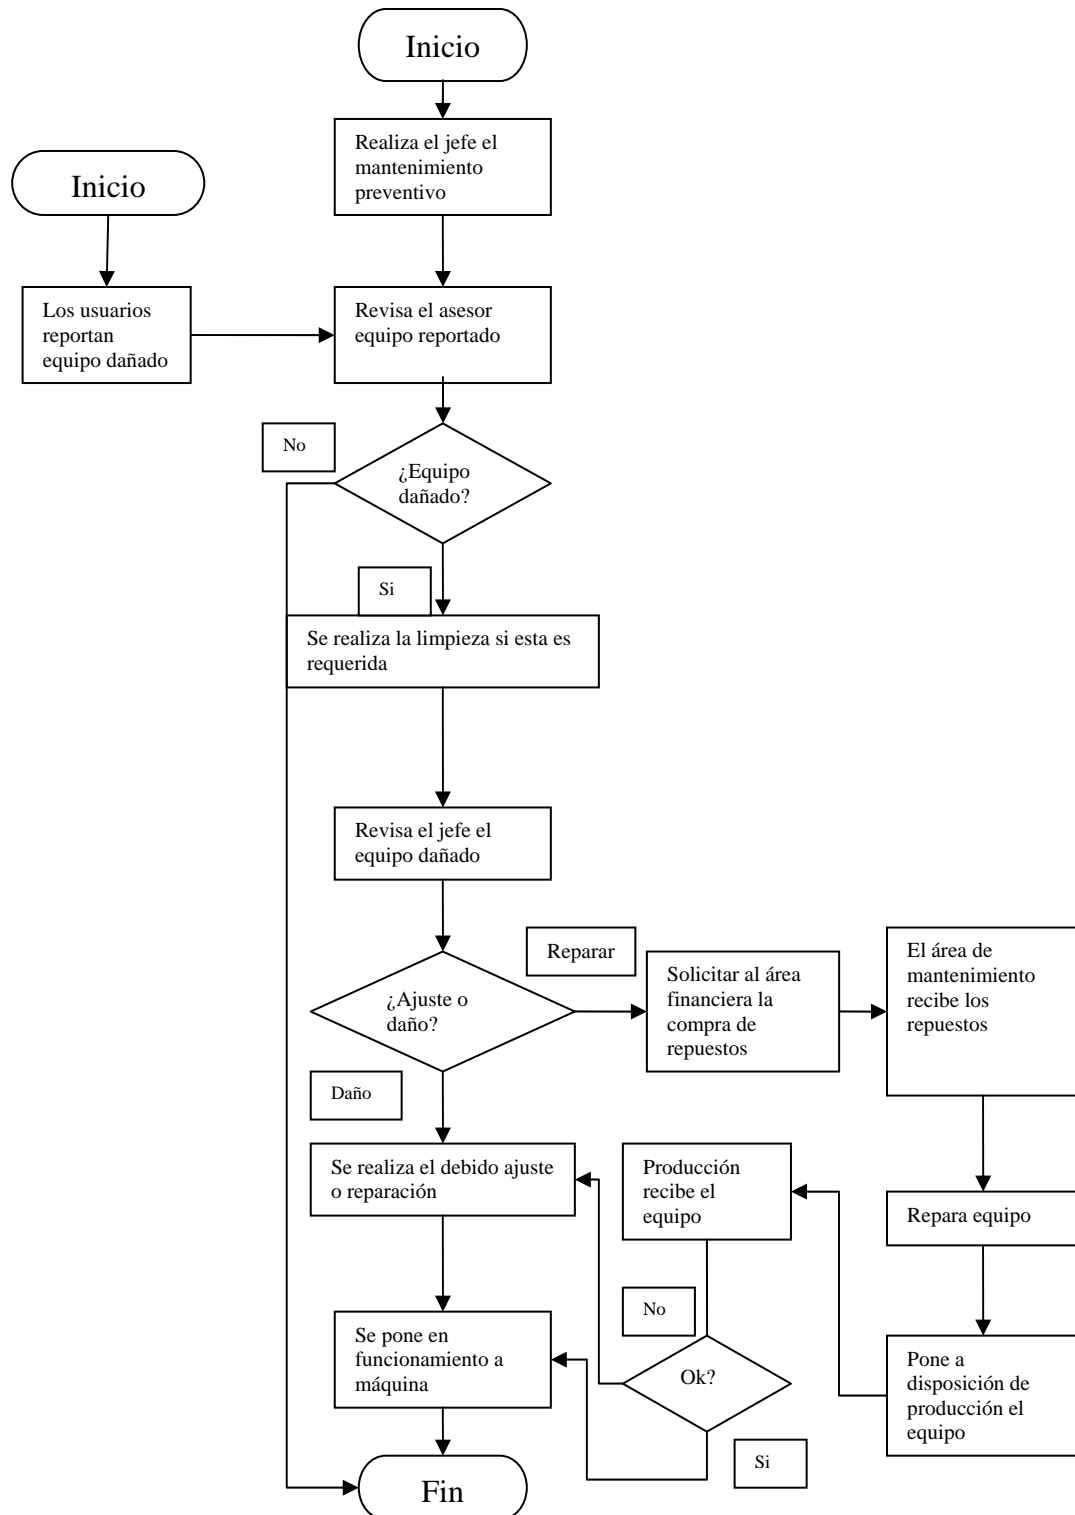 Inicio
Realiza el jefe el
mantenimiento
preventivo
Inicio
Los usuarios
reportan
equipo dañado
Revisa el asesor
equipo reportado
No
¿Equipo
dañado?
Si
Se realiza la limpieza si esta es
requerida
Revisa el jefe el
equipo dañado
¿Ajuste o
daño?
Reparar
Solicitar al área
financiera la
compra de
repuestos
El área de
mantenimiento
recibe los
repuestos
Daño
Se realiza el debido ajuste
o reparación
Producción
recibe el
equipo
Repara equipo
No
Se pone en
funcionamiento a
máquina
Ok?
Pone a
disposición de
producción el
equipo
Si
Fin